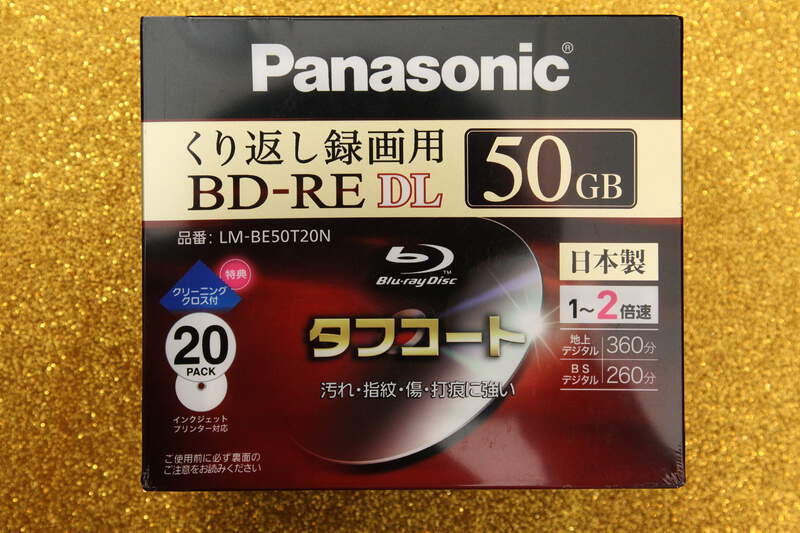 Panasonic®
くり返し録画用
BD-RE DL
50GB
品番: LM-BE50T20N
特典
クリーニング
クロス付
20
PACK
インクジェット
プリンター対応
ご使用前に必ず裏面の
ご注意をお読みください
Blu-ray Disc™
タフコート
汚れ・指紋・傷・打痕に強い
日本製
1〜2倍速
地上
デジタル 360分
BS
デジタル 260分